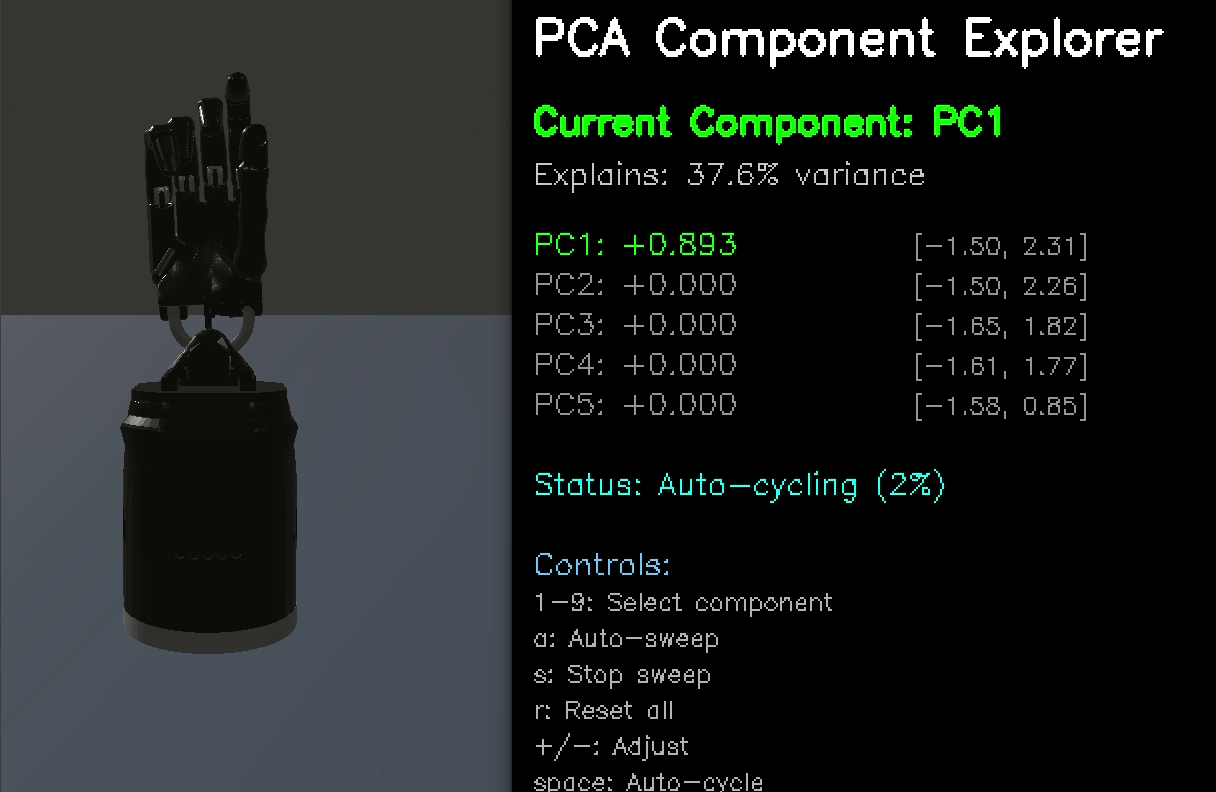 PCA Component Explorer
Current Component: PC1
Explains: 37.6% variance
PC1: +0.893 [-1.50, 2.31]
PC2: +0.000 [-1.50, 2.26]
PC3: +0.000 [-1.65, 1.82]
PC4: +0.000 [-1.61, 1.77]
PC5: +0.000 [-1.58, 0.85]
Status: Auto-cycling (2%)
Controls:
1-9: Select component
a: Auto-sweep
s: Stop sweep
r: Reset all
+/-: Adjust
space: Auto-cycle